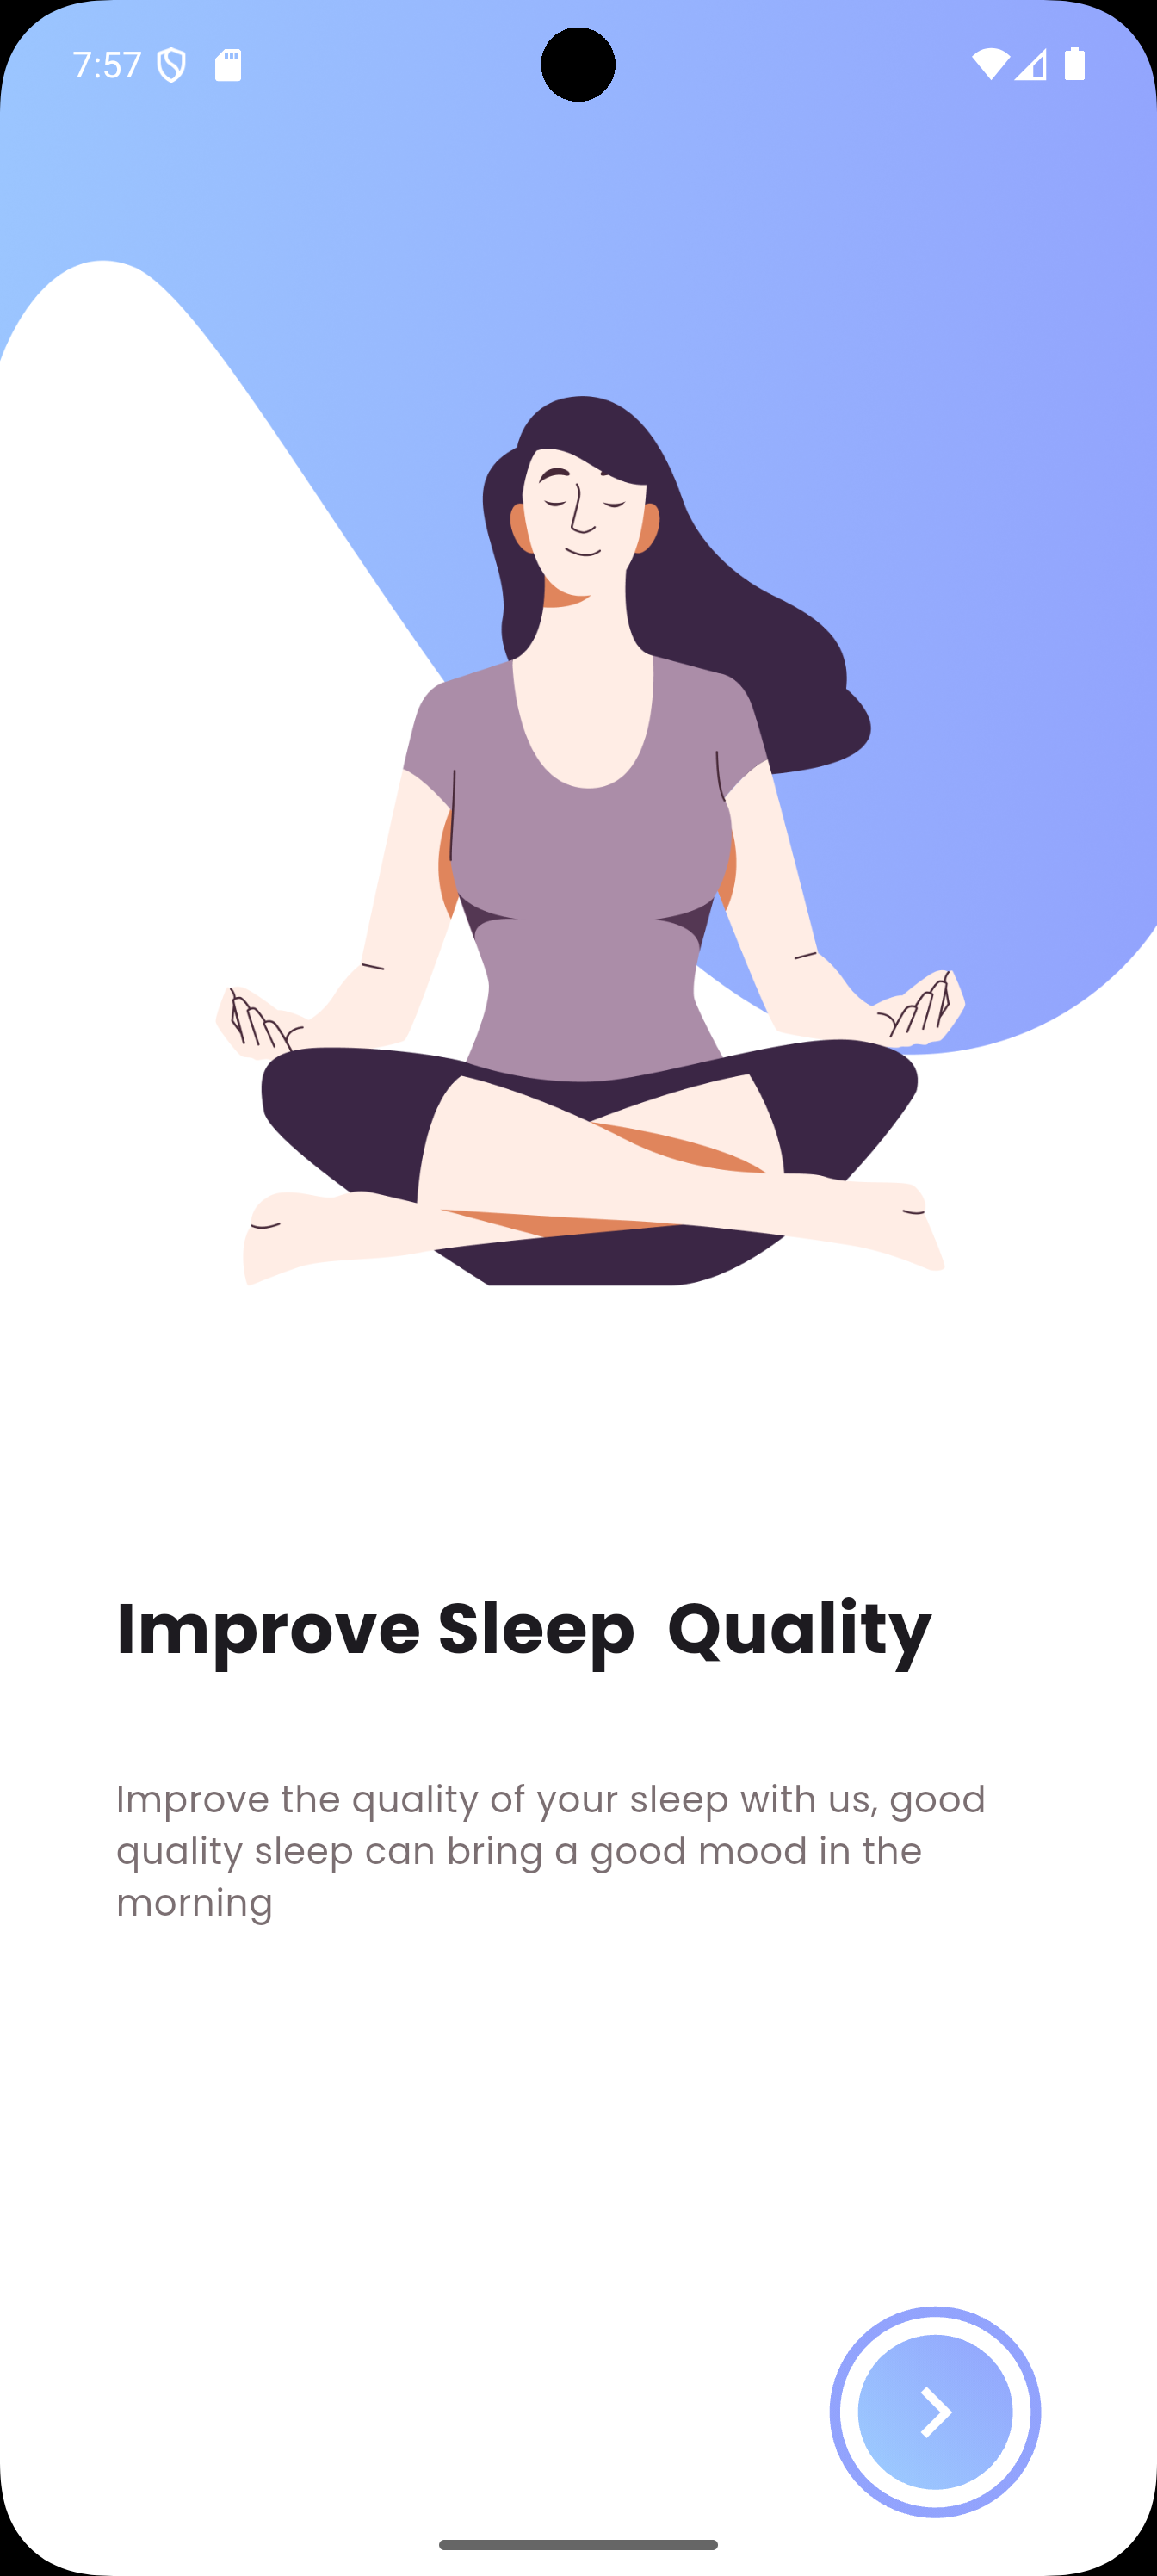 7:57
Improve Sleep  Quality
Improve the quality of your sleep with us, good
quality sleep can bring a good mood in the
morning